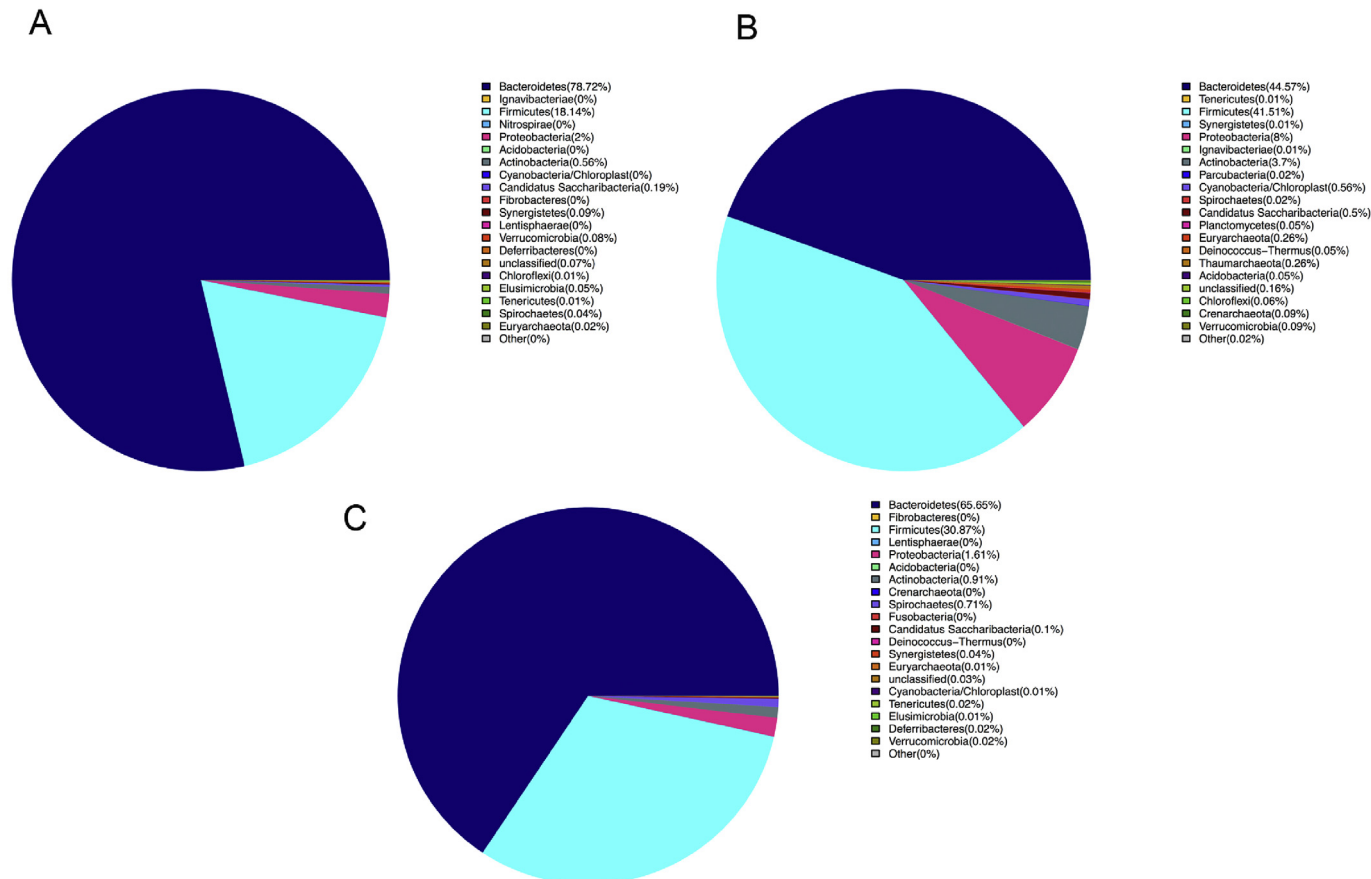 A
Bacteroidetes(78.72%)
Ignavibacteriae(0%)
Firmicutes(18.14%)
Nitrospirae(0%)
Proteobacteria(2%)
Acidobacteria(0%)
Actinobacteria(0.56%)
Cyanobacteria/Chloroplast(0%)
Candidatus Saccharibacteria(0.19%)
Fibrobacteres(0%)
Synergistetes(0.09%)
Lentisphaerae(0%)
Verrucomicrobia(0.08%)
Deferribacteres(0%)
unclassified(0.07%)
Chloroflexi(0.01%)
Elusimicrobia(0.05%)
Tenericutes(0.01%)
Spirochaetes(0.04%)
Euryarchaeota(0.02%)
Other(0%)
B
Bacteroidetes(44.57%)
Tenericutes(0.01%)
Firmicutes(41.51%)
Synergistetes(0.01%)
Proteobacteria(8%)
Ignavibacteriae(0.01%)
Actinobacteria(3.7%)
Parcubacteria(0.02%)
Cyanobacteria/Chloroplast(0.56%)
Spirochaetes(0.02%)
Candidatus Saccharibacteria(0.5%)
Planctomycetes(0.05%)
Euryarchaeota(0.26%)
Deinococcus−Thermus(0.05%)
Thaumarchaeota(0.26%)
Acidobacteria(0.05%)
unclassified(0.16%)
Chloroflexi(0.06%)
Crenarchaeota(0.09%)
Verrucomicrobia(0.09%)
Other(0.02%)
C
Bacteroidetes(65.65%)
Fibrobacteres(0%)
Firmicutes(30.87%)
Lentisphaerae(0%)
Proteobacteria(1.61%)
Acidobacteria(0%)
Actinobacteria(0.91%)
Crenarchaeota(0%)
Spirochaetes(0.71%)
Fusobacteria(0%)
Candidatus Saccharibacteria(0.1%)
Deinococcus−Thermus(0%)
Synergistetes(0.04%)
Euryarchaeota(0.01%)
unclassified(0.03%)
Cyanobacteria/Chloroplast(0.01%)
Tenericutes(0.02%)
Elusimicrobia(0.01%)
Deferribacteres(0.02%)
Verrucomicrobia(0.02%)
Other(0%)